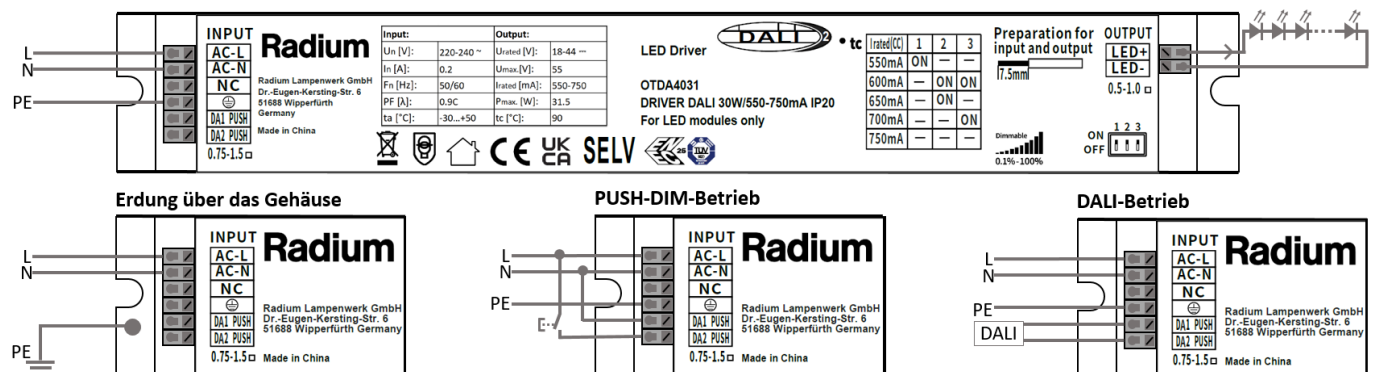 L
N
PE
INPUT
AC-L
AC-N
NC
DA1 PUSH
DA2 PUSH
0.75-1.5
Radium
Radium Lampenwerk GmbH
Dr.-Eugen-Kersting-Str. 6
51688 Wipperfürth
Germany
Made in China
Input: Output:
Un [V]: 220-240 ~ Urated [V]: 18-44
In [A]: 0.2 Umax.[V]: 55
Fn [Hz]: 50/60 Irated [mA]: 550-750
PF [λ]: 0.9C Pmax. [W]: 31.5
ta [°C]: -30...+50 tc [°C]: 90
CE UK CA SELV 25 TÜV
LED Driver
DALI 2
• tc
OTDA4031
DRIVER DALI 30W/550-750mA IP20
For LED modules only
Irated(CC) 1 2 3
550mA ON — —
600mA — ON ON
650mA — ON —
700mA — — ON
750mA — — —
Preparation for
input and output
7.5mm
Dimmable
0.1%-100%
OUTPUT
LED+
LED-
0.5-1.0
1 2 3
ON
OFF
Erdung über das Gehäuse
L
N
PE
INPUT
AC-L
AC-N
NC
DA1 PUSH
DA2 PUSH
0.75-1.5
Radium
Radium Lampenwerk GmbH
Dr.-Eugen-Kersting-Str. 6
51688 Wipperfürth Germany
Made in China
PUSH-DIM-Betrieb
L
N
PE
INPUT
AC-L
AC-N
NC
DA1 PUSH
DA2 PUSH
0.75-1.5
Radium
Radium Lampenwerk GmbH
Dr.-Eugen-Kersting-Str. 6
51688 Wipperfürth Germany
Made in China
DALI-Betrieb
L
N
PE
DALI
INPUT
AC-L
AC-N
NC
DA1 PUSH
DA2 PUSH
0.75-1.5
Radium
Radium Lampenwerk GmbH
Dr.-Eugen-Kersting-Str. 6
51688 Wipperfürth Germany
Made in China